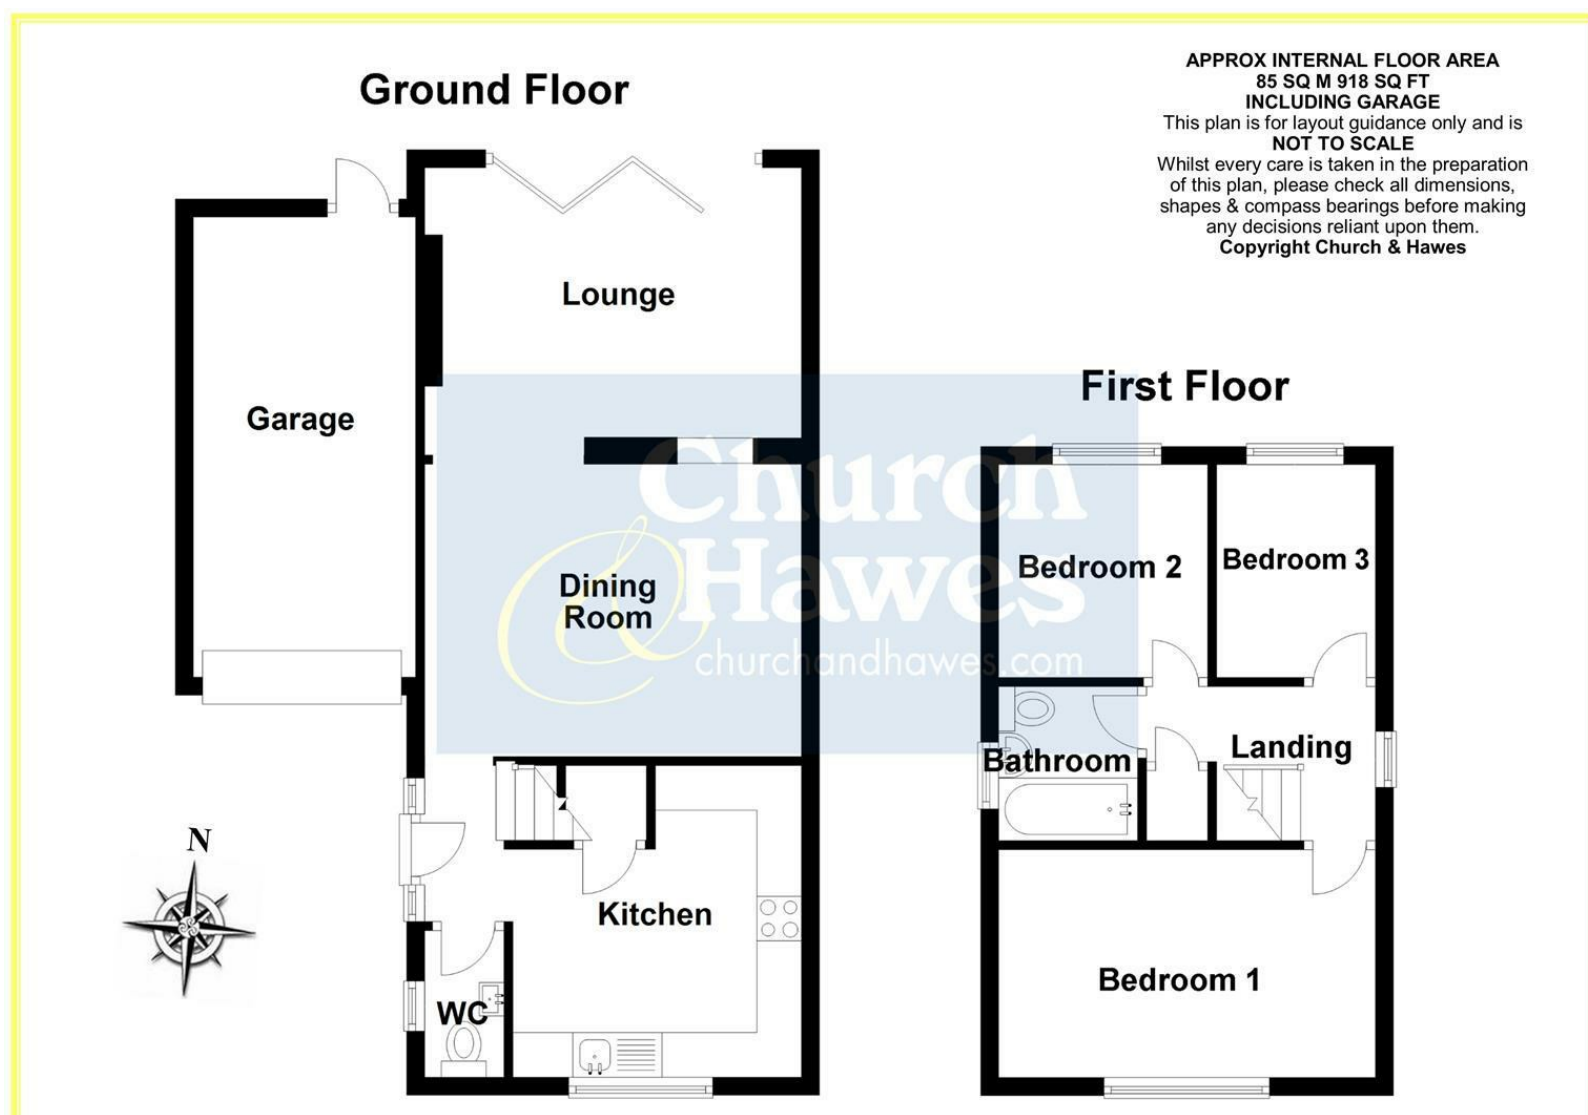 Ground Floor
APPROX INTERNAL FLOOR AREA
85 SQ M 918 SQ FT
INCLUDING GARAGE
This plan is for layout guidance only and is
NOT TO SCALE
Whilst every care is taken in the preparation
of this plan, please check all dimensions,
shapes & compass bearings before making
any decisions reliant upon them.
Copyright Church & Hawes
Lounge
Garage
First Floor
Church
& Hawes
churchandhawes.com
Dining
Room
Bedroom 2
Bedroom 3
Bathroom
Landing
N
Kitchen
WC
Bedroom 1